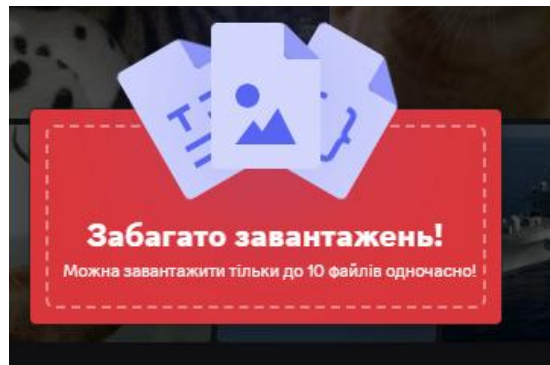 Забагато завантажень!
Можна завантажити тільки до 10 файлів одночасно!